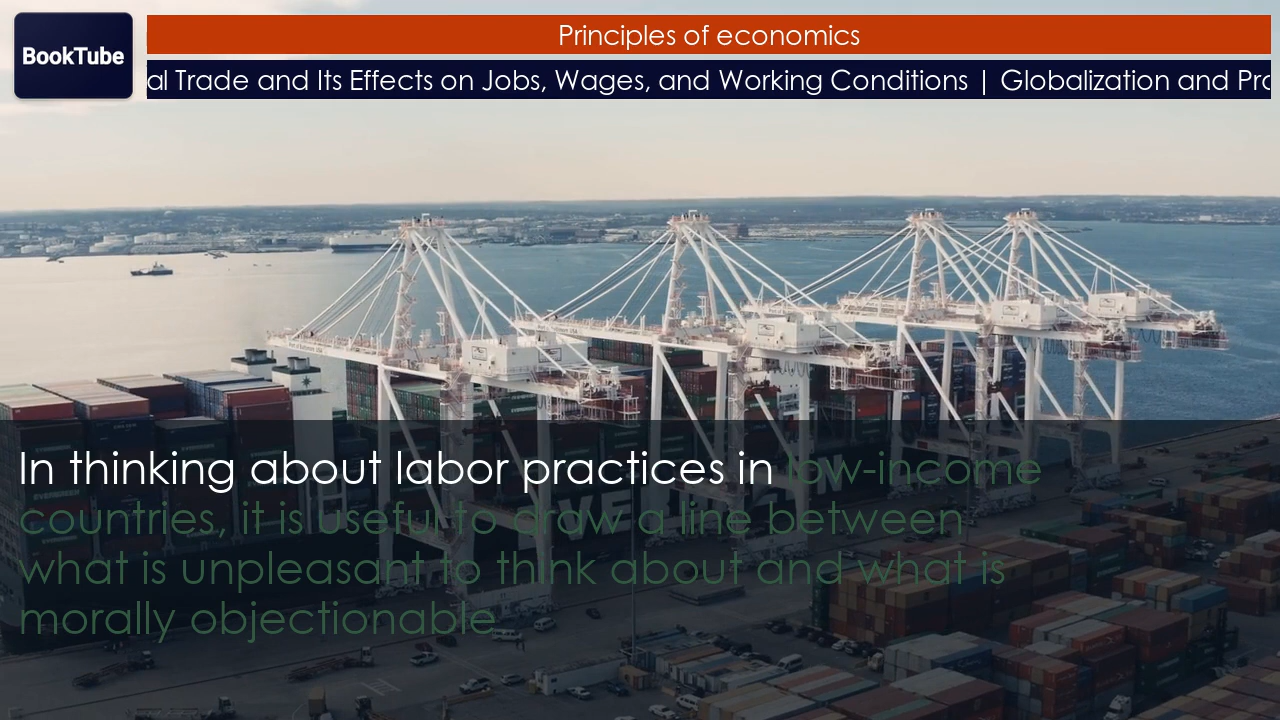 BookTube
Principles of economics
al Trade and Its Effects on Jobs, Wages, and Working Conditions | Globalization and Pro
In thinking about labor practices in low-income
countries, it is useful to draw a line between
what is unpleasant to think about and what is
morally objectionable